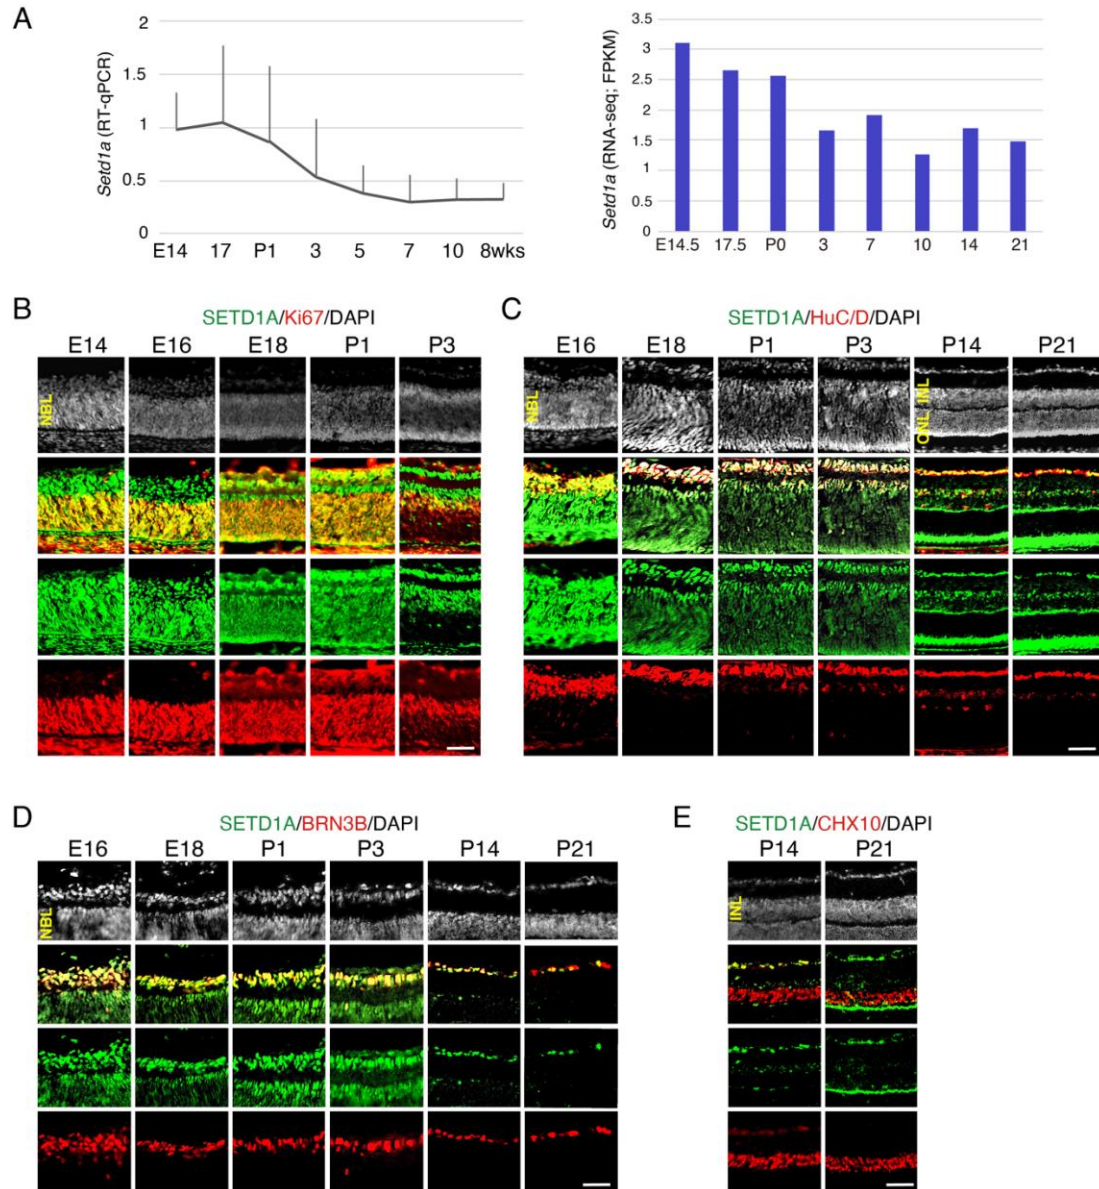 A
Setd1a (RT-qPCR)
2
1.5
1
0.5
0
E14 17 P1 3 5 7 10 8wks
Setd1a (RNA-seq; FPKM)
3.5
3
2.5
2
1.5
1
0.5
0
E14.5 17.5 P0 3 7 10 14 21
B
SETD1A/Ki67/DAPI
E14 E16 E18 P1 P3
NBL
C
SETD1A/HuC/D/DAPI
E16 E18 P1 P3 P14 P21
NBL
ONL INL
D
SETD1A/BRN3B/DAPI
E16 E18 P1 P3 P14 P21
NBL
E
SETD1A/CHX10/DAPI
P14 P21
INL